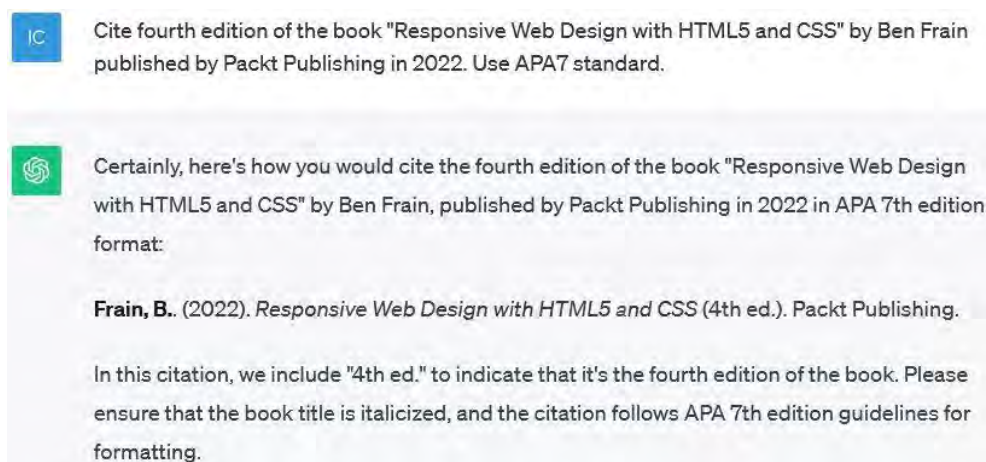 IC
Cite fourth edition of the book "Responsive Web Design with HTML5 and CSS" by Ben Frain
published by Packt Publishing in 2022. Use APA7 standard.
Certainly, here's how you would cite the fourth edition of the book "Responsive Web Design
with HTML5 and CSS" by Ben Frain, published by Packt Publishing in 2022 in APA 7th edition
format:
Frain, B.. (2022). Responsive Web Design with HTML5 and CSS (4th ed.). Packt Publishing.
In this citation, we include "4th ed." to indicate that it's the fourth edition of the book. Please
ensure that the book title is italicized, and the citation follows APA 7th edition guidelines for
formatting.